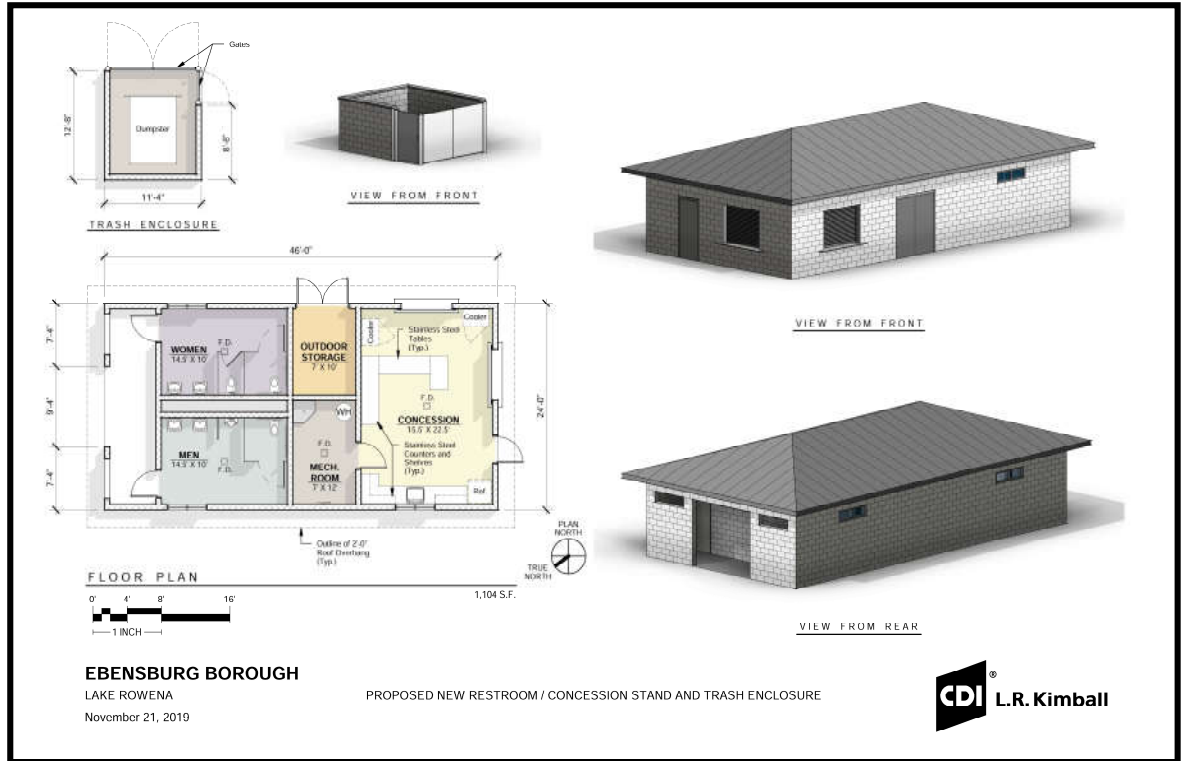 Gates
12'-8"
Dumpster
8'-8"
11'-4"
TRASH ENCLOSURE
VIEW FROM FRONT
VIEW FROM FRONT
46'-0"
7'-4"
9'-4"
7'-4"
24'-0"
WOMEN
14.5' X 10'
F.D.
OUTDOOR
STORAGE
7' X 10'
Cooler
Cooler
Stainless Steel
Tables
(Typ.)
F.D.
CONCESSION
15.5' X 22.5'
MEN
14.5' X 10'
F.D.
WH
F.D.
MECH.
ROOM
7' X 12'
Stainless Steel
Counters and
Shelves
(Typ.)
Ref.
Outline of 2'-0"
Roof Overhang
(Typ.)
PLAN
NORTH
TRUE
NORTH
FLOOR PLAN
1,104 S.F.
0' 4' 8' 16'
1 INCH
VIEW FROM REAR
EBENSBURG BOROUGH
LAKE ROWENA
PROPOSED NEW RESTROOM / CONCESSION STAND AND TRASH ENCLOSURE
November 21, 2019
CDI ® L.R. Kimball